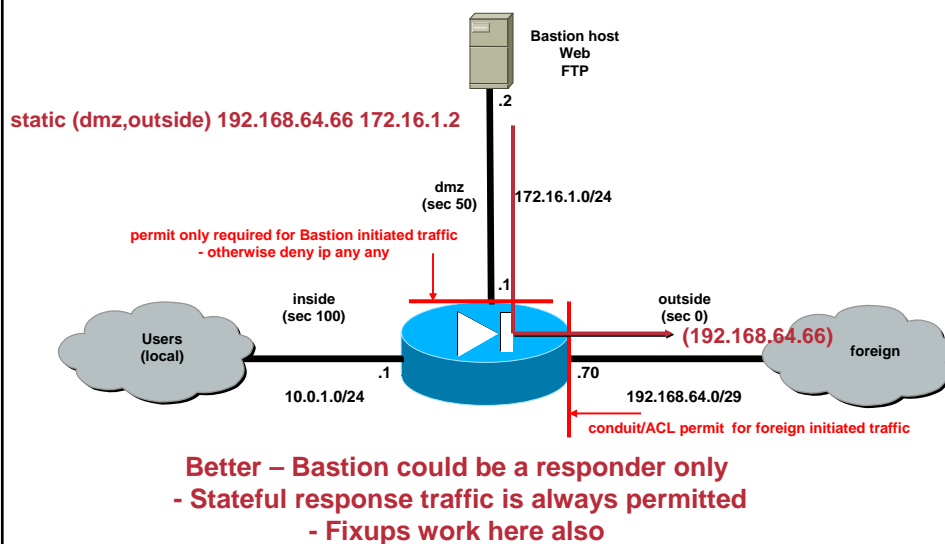 Bastion host
Web
FTP
.2
static (dmz,outside) 192.168.64.66 172.16.1.2
dmz
(sec 50)
172.16.1.0/24
permit only required for Bastion initiated traffic
- otherwise deny ip any any
.1
inside
(sec 100)
outside
(sec 0)
(192.168.64.66)
Users
(local)
foreign
.1
.70
10.0.1.0/24
192.168.64.0/29
conduit/ACL permit for foreign initiated traffic
Better – Bastion could be a responder only
- Stateful response traffic is always permitted
- Fixups work here also